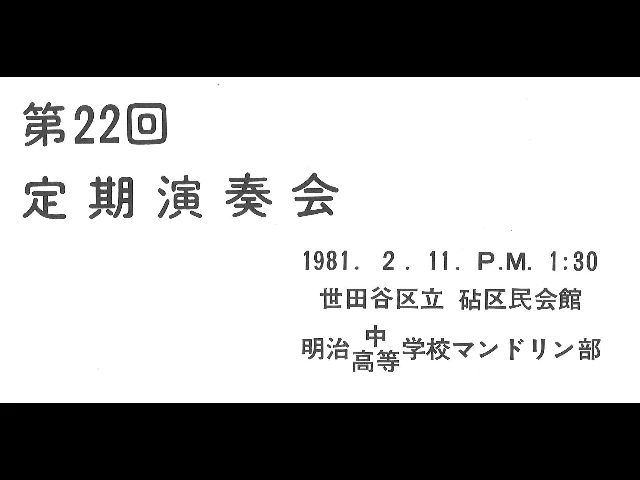 第22回
定期演奏会
1981. 2. 11. P.M. 1:30
世田谷区立 砧区民会館
明治中高等学校マンドリン部